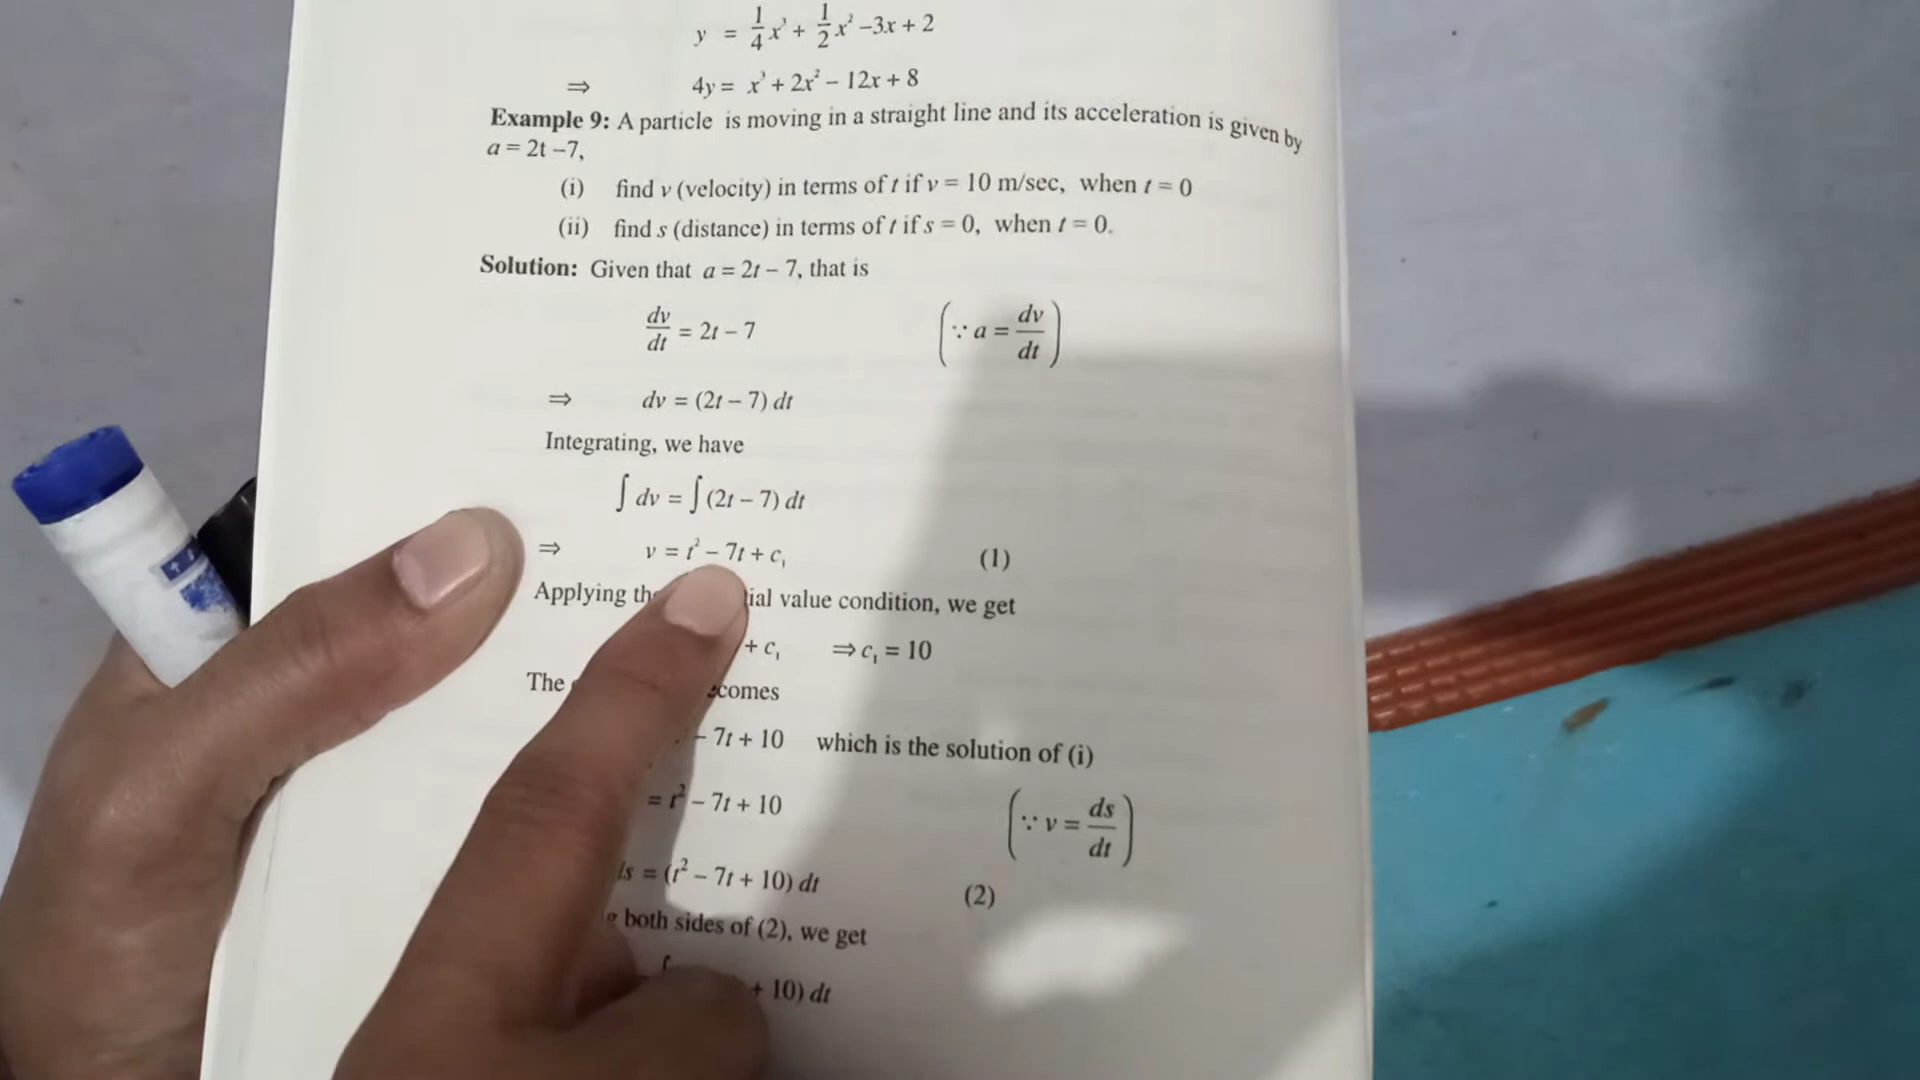 y = 1/4 x³ + 1/2 x² –3x + 2
⇒ 4y = x³ + 2x² – 12x + 8
Example 9: A particle is moving in a straight line and its acceleration is given by
a = 2t –7,
(i) find v (velocity) in terms of t if v = 10 m/sec, when t = 0
(ii) find s (distance) in terms of t if s = 0, when t = 0.
Solution: Given that a = 2t – 7, that is
dv/dt = 2t – 7 (∵ a = dv/dt)
⇒ dv = (2t – 7) dt
Integrating, we have
∫ dv = ∫ (2t – 7) dt
⇒ v = t² – 7t + c₁ (1)
Applying value condition, we get
+ c₁ ⇒ c₁ = 10
The
– 7t + 10 which is the solution of (i)
= t² – 7t + 10 (∵ v = ds/dt)
= (t² – 7t + 10) dt (2)
both sides of (2), we get
+ 10) dt